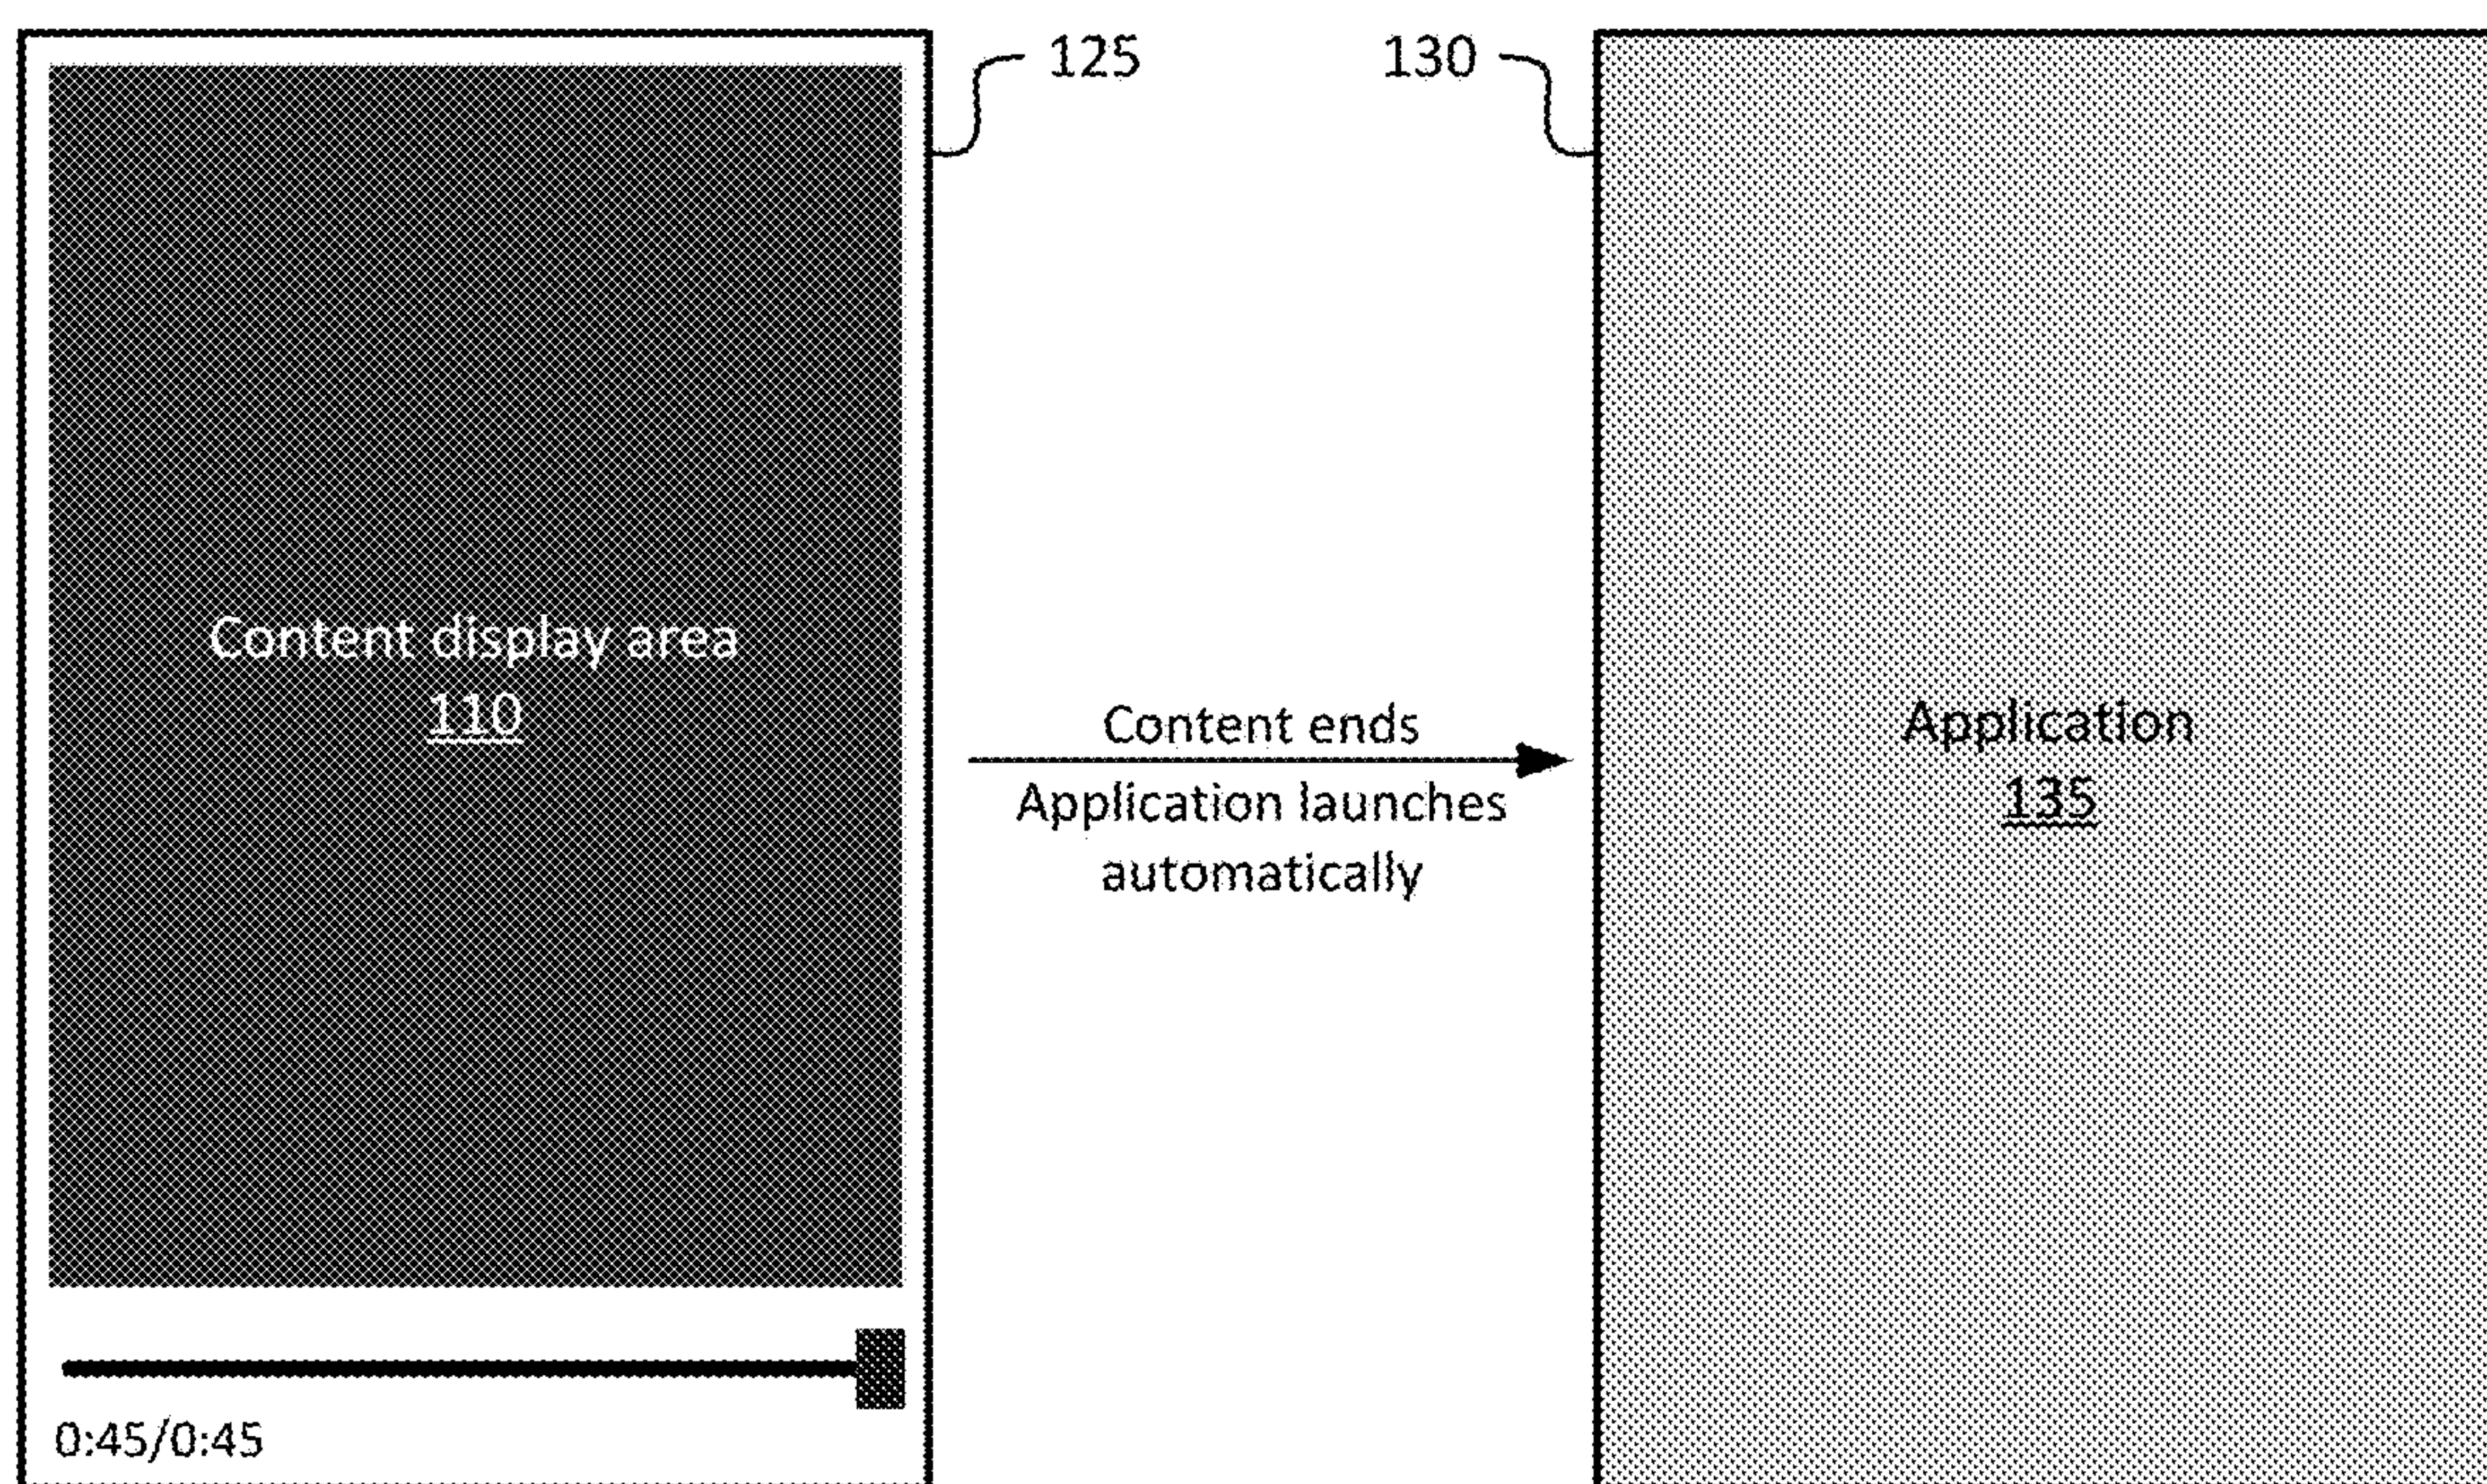 125
130
Content display area
110
Content ends
Application launches
automatically
Application
135
0:45/0:45